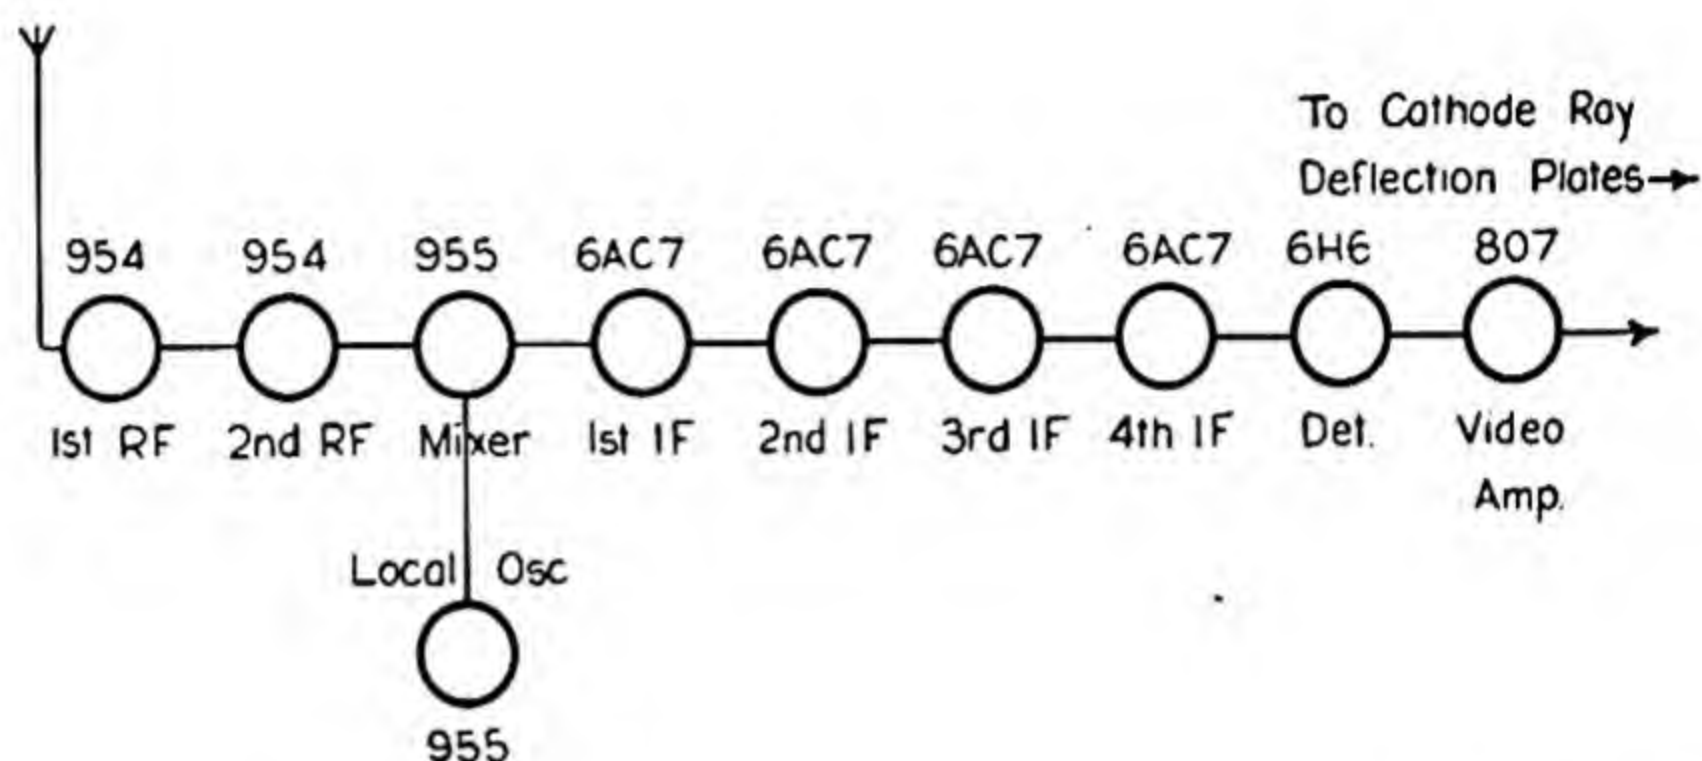 To Cathode Ray
Deflection Plates
954 954 955 6AC7 6AC7 6AC7 6AC7 6H6 807
1st RF 2nd RF Mixer 1st IF 2nd IF 3rd IF 4th IF Det. Video
Amp.
Local Osc
955